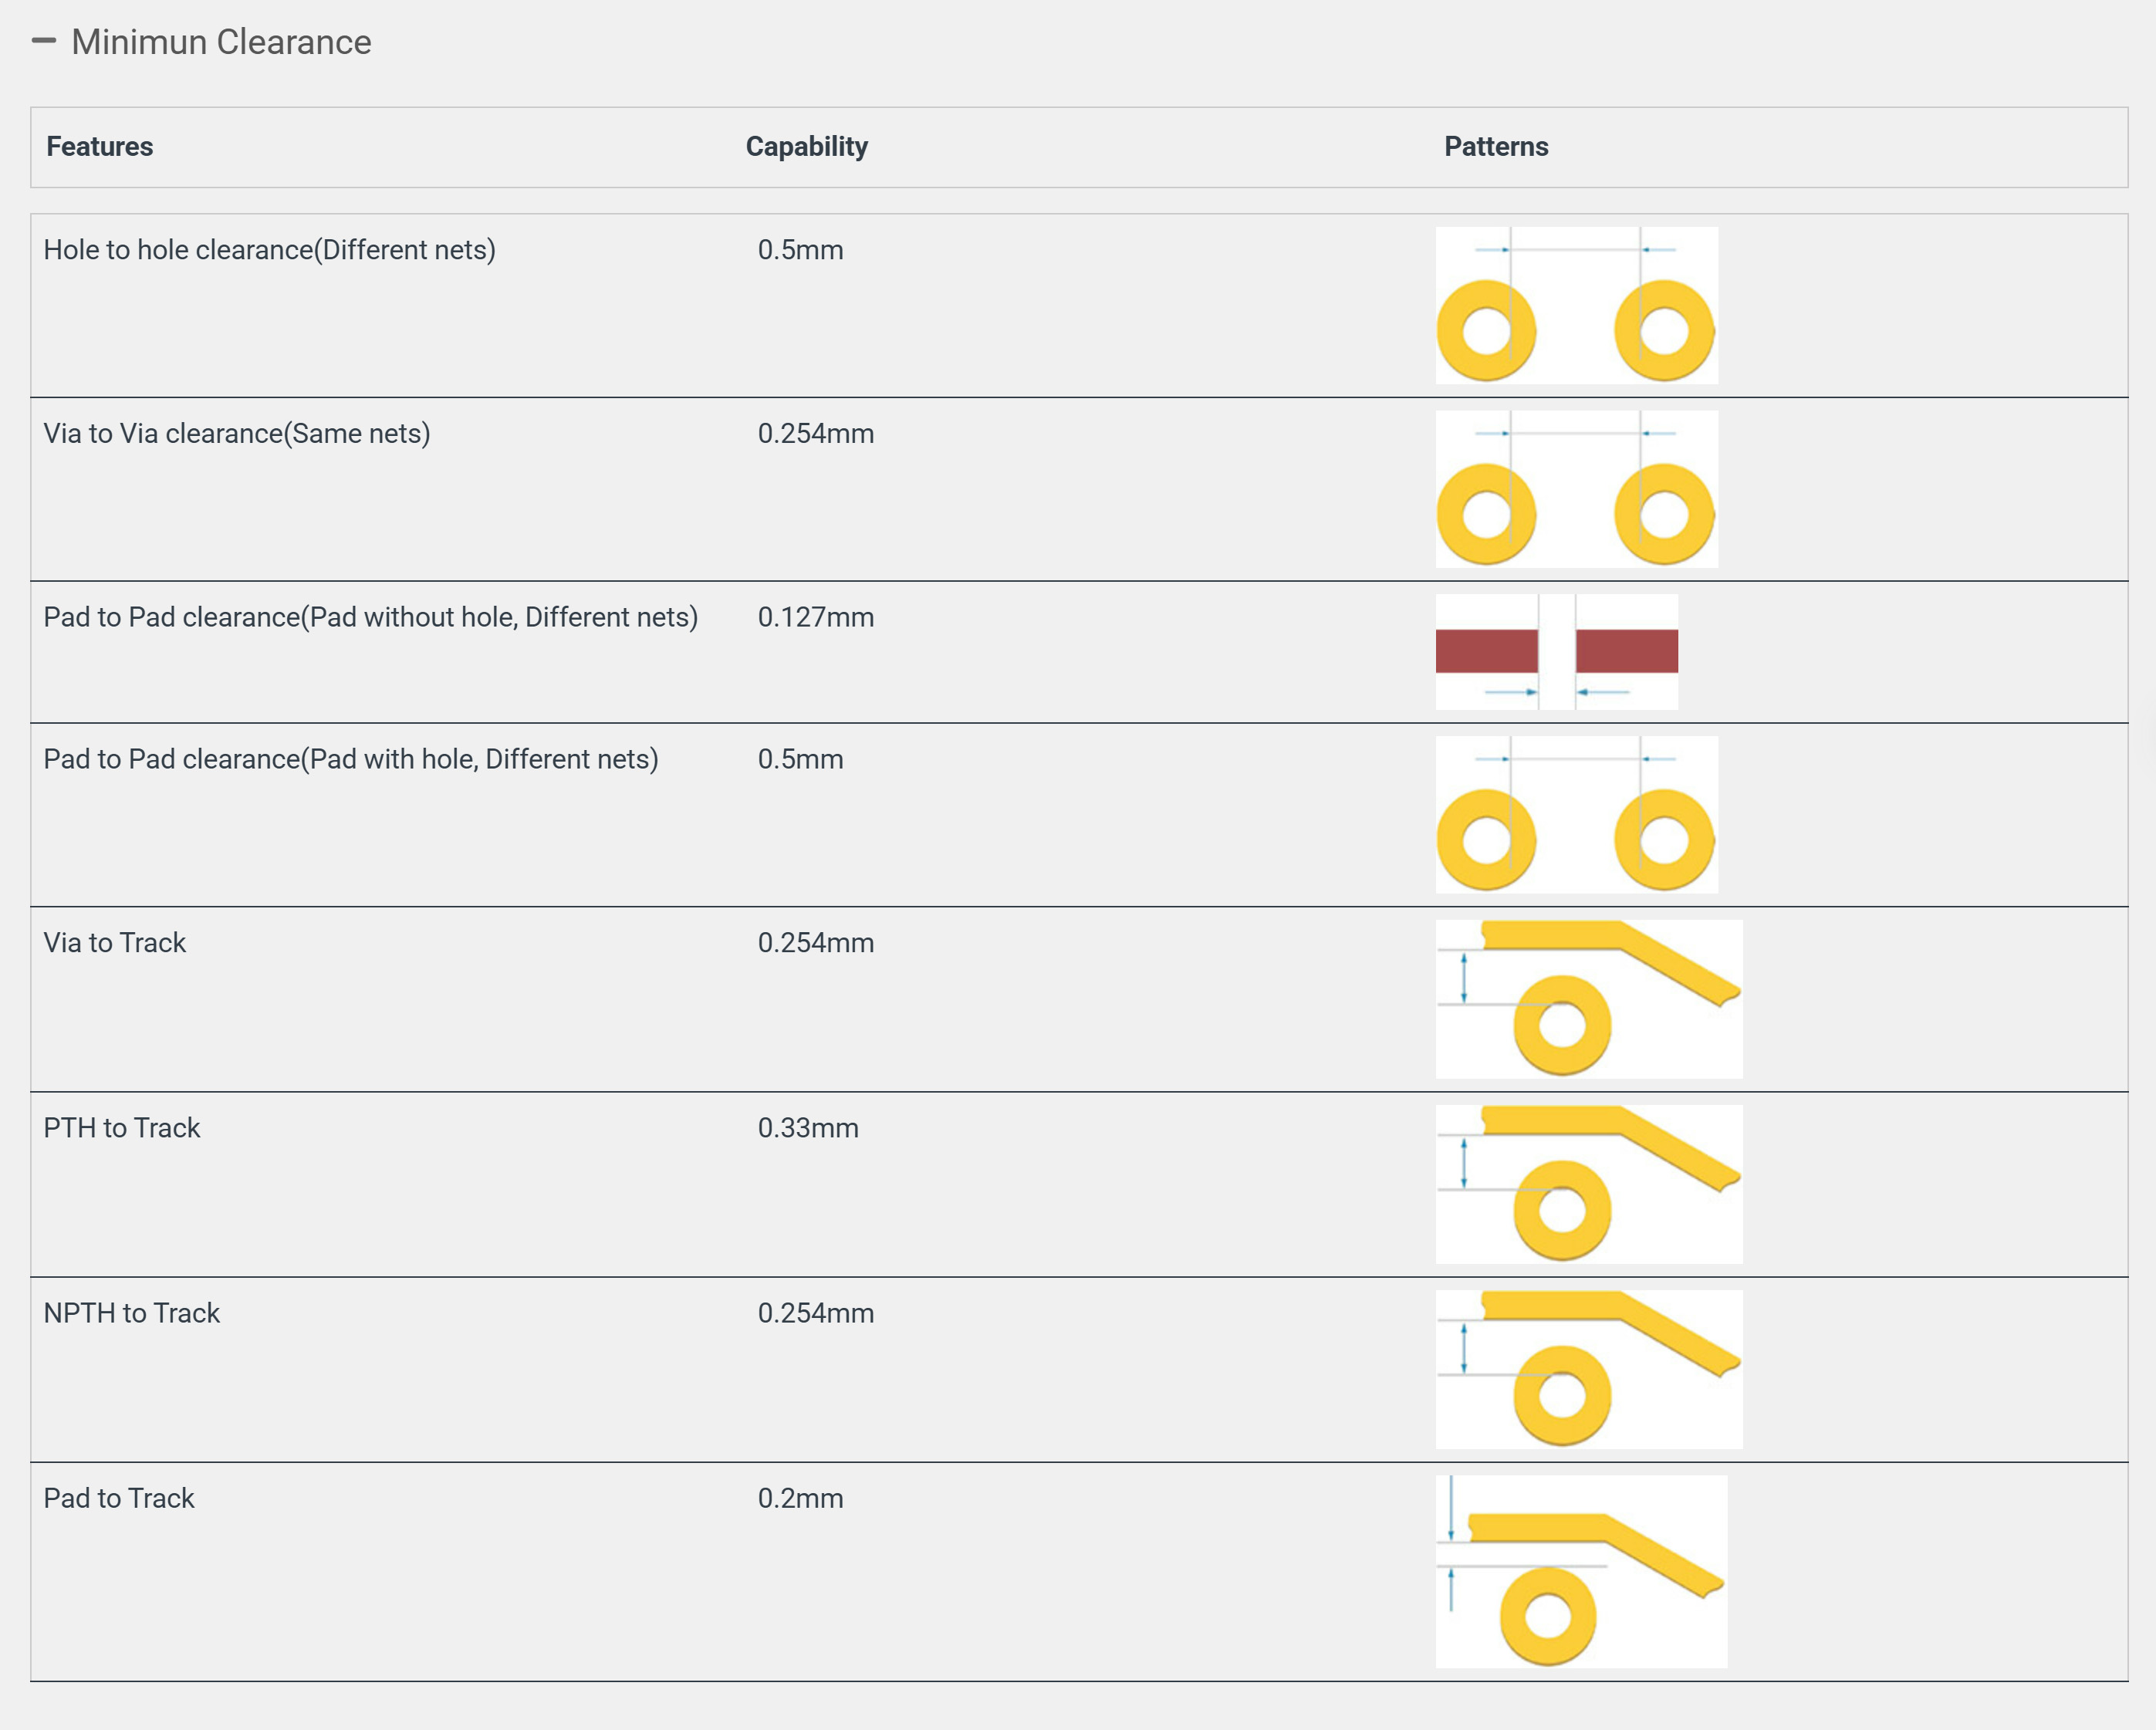 Minimun Clearance
Features Capability Patterns
Hole to hole clearance(Different nets) 0.5mm
Via to Via clearance(Same nets) 0.254mm
Pad to Pad clearance(Pad without hole, Different nets) 0.127mm
Pad to Pad clearance(Pad with hole, Different nets) 0.5mm
Via to Track 0.254mm
PTH to Track 0.33mm
NPTH to Track 0.254mm
Pad to Track 0.2mm